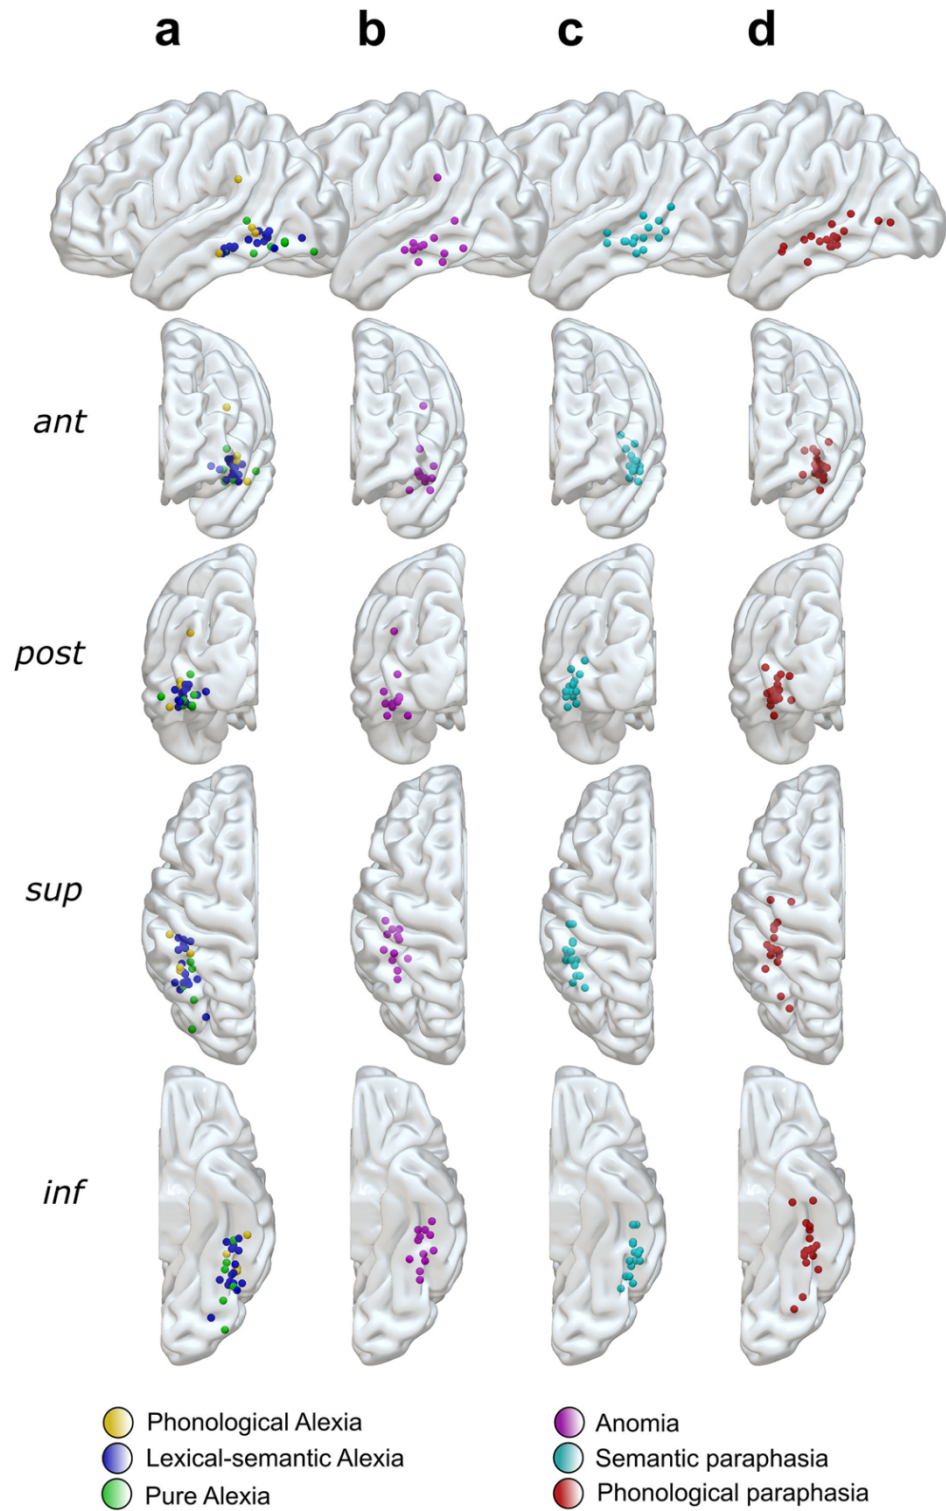 a b c d
ant
post
sup
inf
Phonological Alexia Anomia
Lexical-semantic Alexia Semantic paraphasia
Pure Alexia Phonological paraphasia